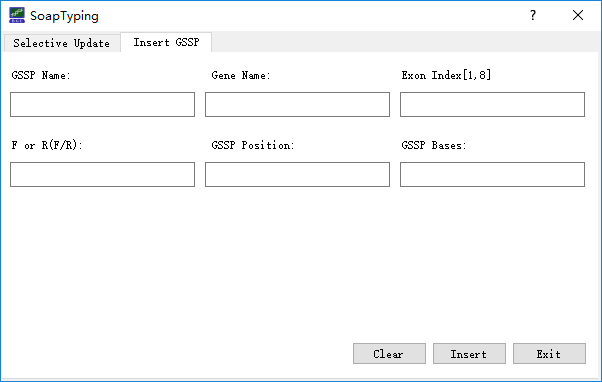 SoapTyping
Selective Update Insert GSSP
GSSP Name: Gene Name: Exon Index[1,8]
F or R(F/R): GSSP Position: GSSP Bases:
Clear Insert Exit